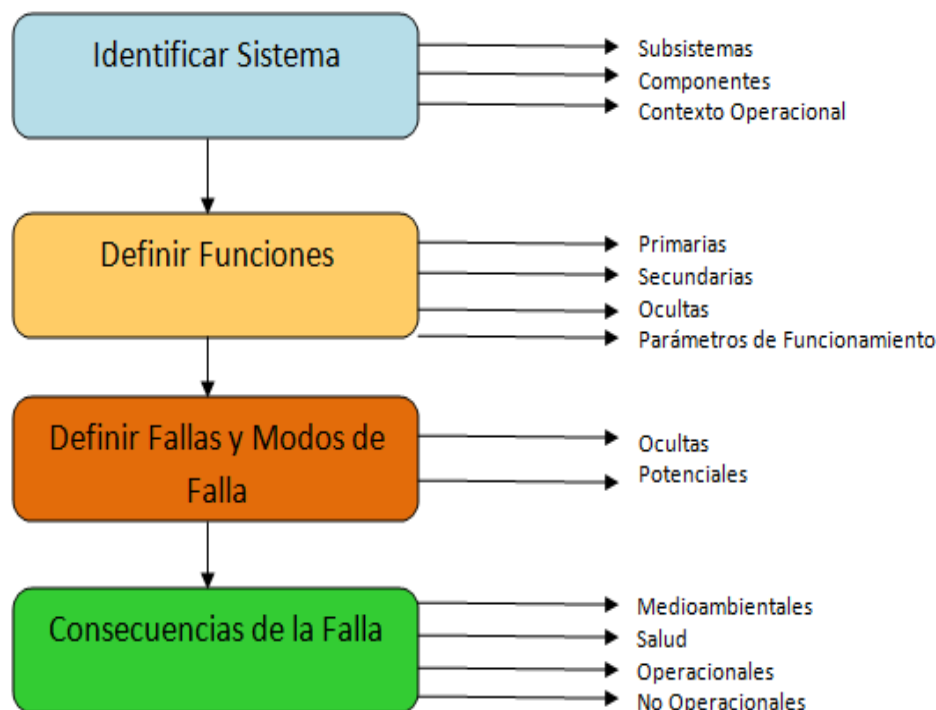 Identificar Sistema
Subsistemas
Componentes
Contexto Operacional
Definir Funciones
Primarias
Secundarias
Ocultas
Parámetros de Funcionamiento
Definir Fallas y Modos de
Falla
Ocultas
Potenciales
Consecuencias de la Falla
Medioambientales
Salud
Operacionales
No Operacionales